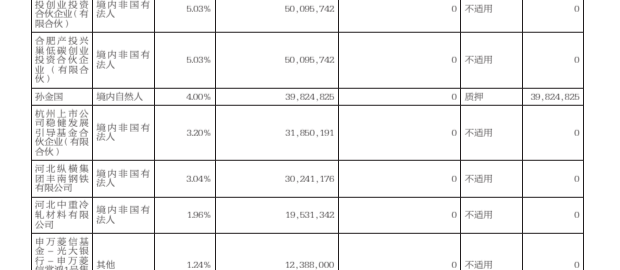 投创业投资
合伙企业(有
限合伙)
境内非国有
法人
5.03%
50,095,742
0
不适用
0
合肥产投兴
巢低碳创业
投资合伙企
业(有限合
伙)
境内非国有
法人
5.03%
50,095,742
0
不适用
0
孙金国
境内自然人
4.00%
39,824,825
0
质押
39,824,825
杭州上市公
司稳健发展
引导基金合
伙企业(有限
合伙)
境内非国有
法人
3.20%
31,850,191
0
不适用
0
河北纵横集
团丰南钢铁
有限公司
境内非国有
法人
3.04%
30,241,176
0
不适用
0
河北中重冷
轧材料有限
公司
境内非国有
法人
1.96%
19,531,342
0
不适用
0
申万菱信基
金-光大银
行-申万菱
其他
1.24%
12,388,000
0
不适用
0